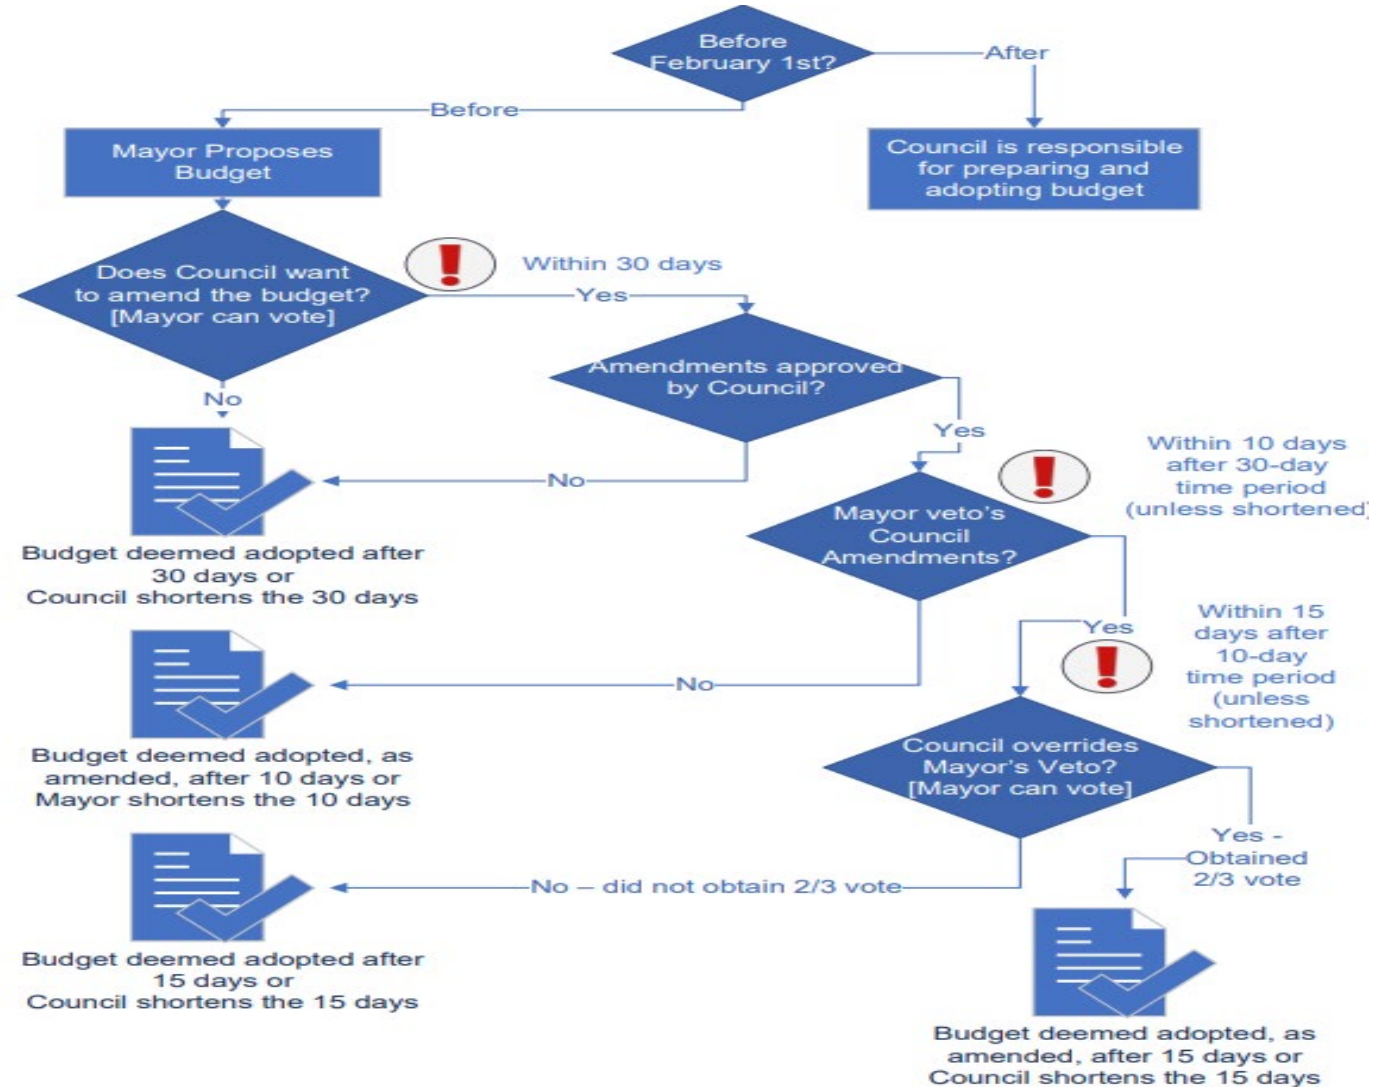 Before
February 1st?
After
Before
Mayor Proposes
Budget
Council is responsible
for preparing and
adopting budget
Does Council want
to amend the budget?
[Mayor can vote]
Within 30 days
Yes
Amendments approved
by Council?
No
Yes
No
Within 10 days
after 30-day
time period
(unless shortened)
Mayor veto's
Council
Amendments?
Budget deemed adopted after
30 days or
Council shortens the 30 days
Yes
Within 15
days after
10-day
time period
(unless
shortened)
No
Budget deemed adopted, as
amended, after 10 days or
Mayor shortens the 10 days
Council overrides
Mayor's Veto?
[Mayor can vote]
Yes -
Obtained
2/3 vote
No – did not obtain 2/3 vote
Budget deemed adopted after
15 days or
Council shortens the 15 days
Budget deemed adopted, as
amended, after 15 days or
Council shortens the 15 days